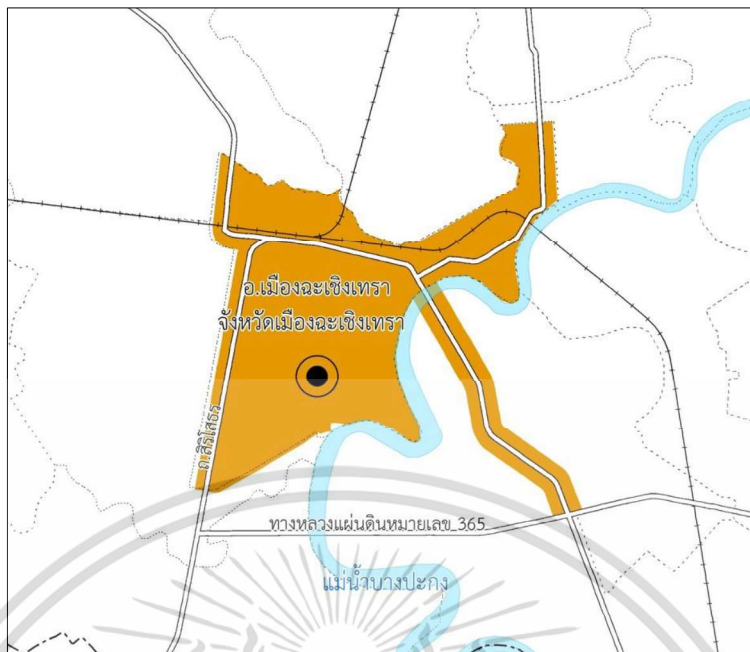 อ.เมืองฉะเชิงเทรา
จังหวัดเมืองฉะเชิงเทรา
ถ.สิริโสธร
ทางหลวงแผ่นดินหมายเลข 365
แม่น้ำบางปะกง